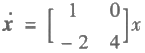 ẋ = [ 1 0
-2 4 ] x